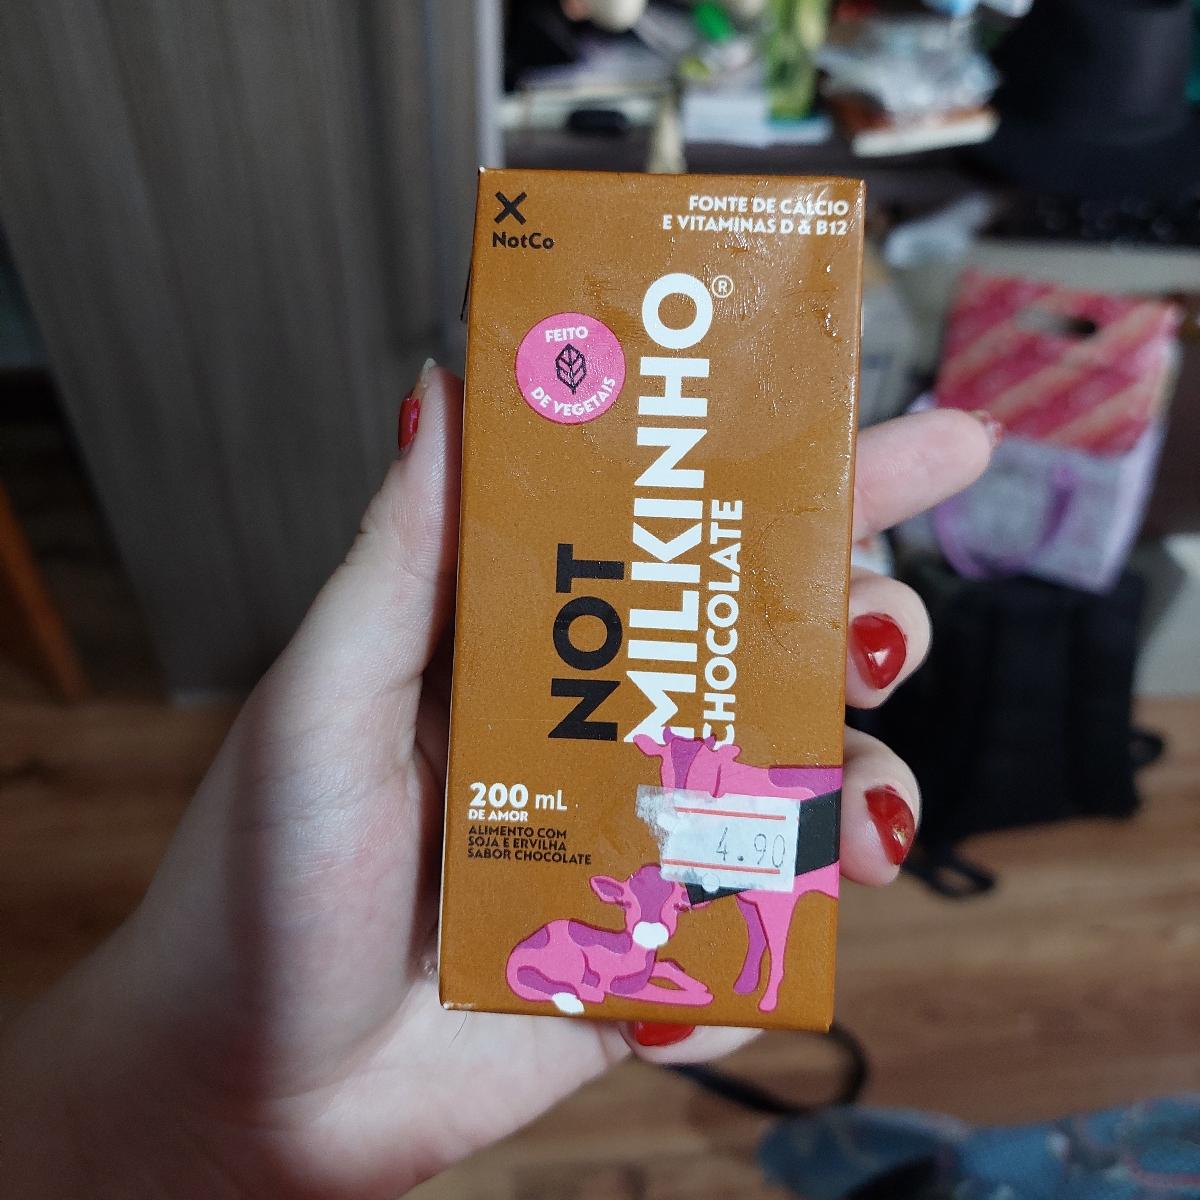 NotCo
FONTE DE CÁLCIO
E VITAMINAS D & B12
FEITO
DE VEGETAIS
NOT
MILKINHO®
CHOCOLATE
200 mL
DE AMOR
ALIMENTO COM
SOJA E ERVILHA
SABOR CHOCOLATE
4.90